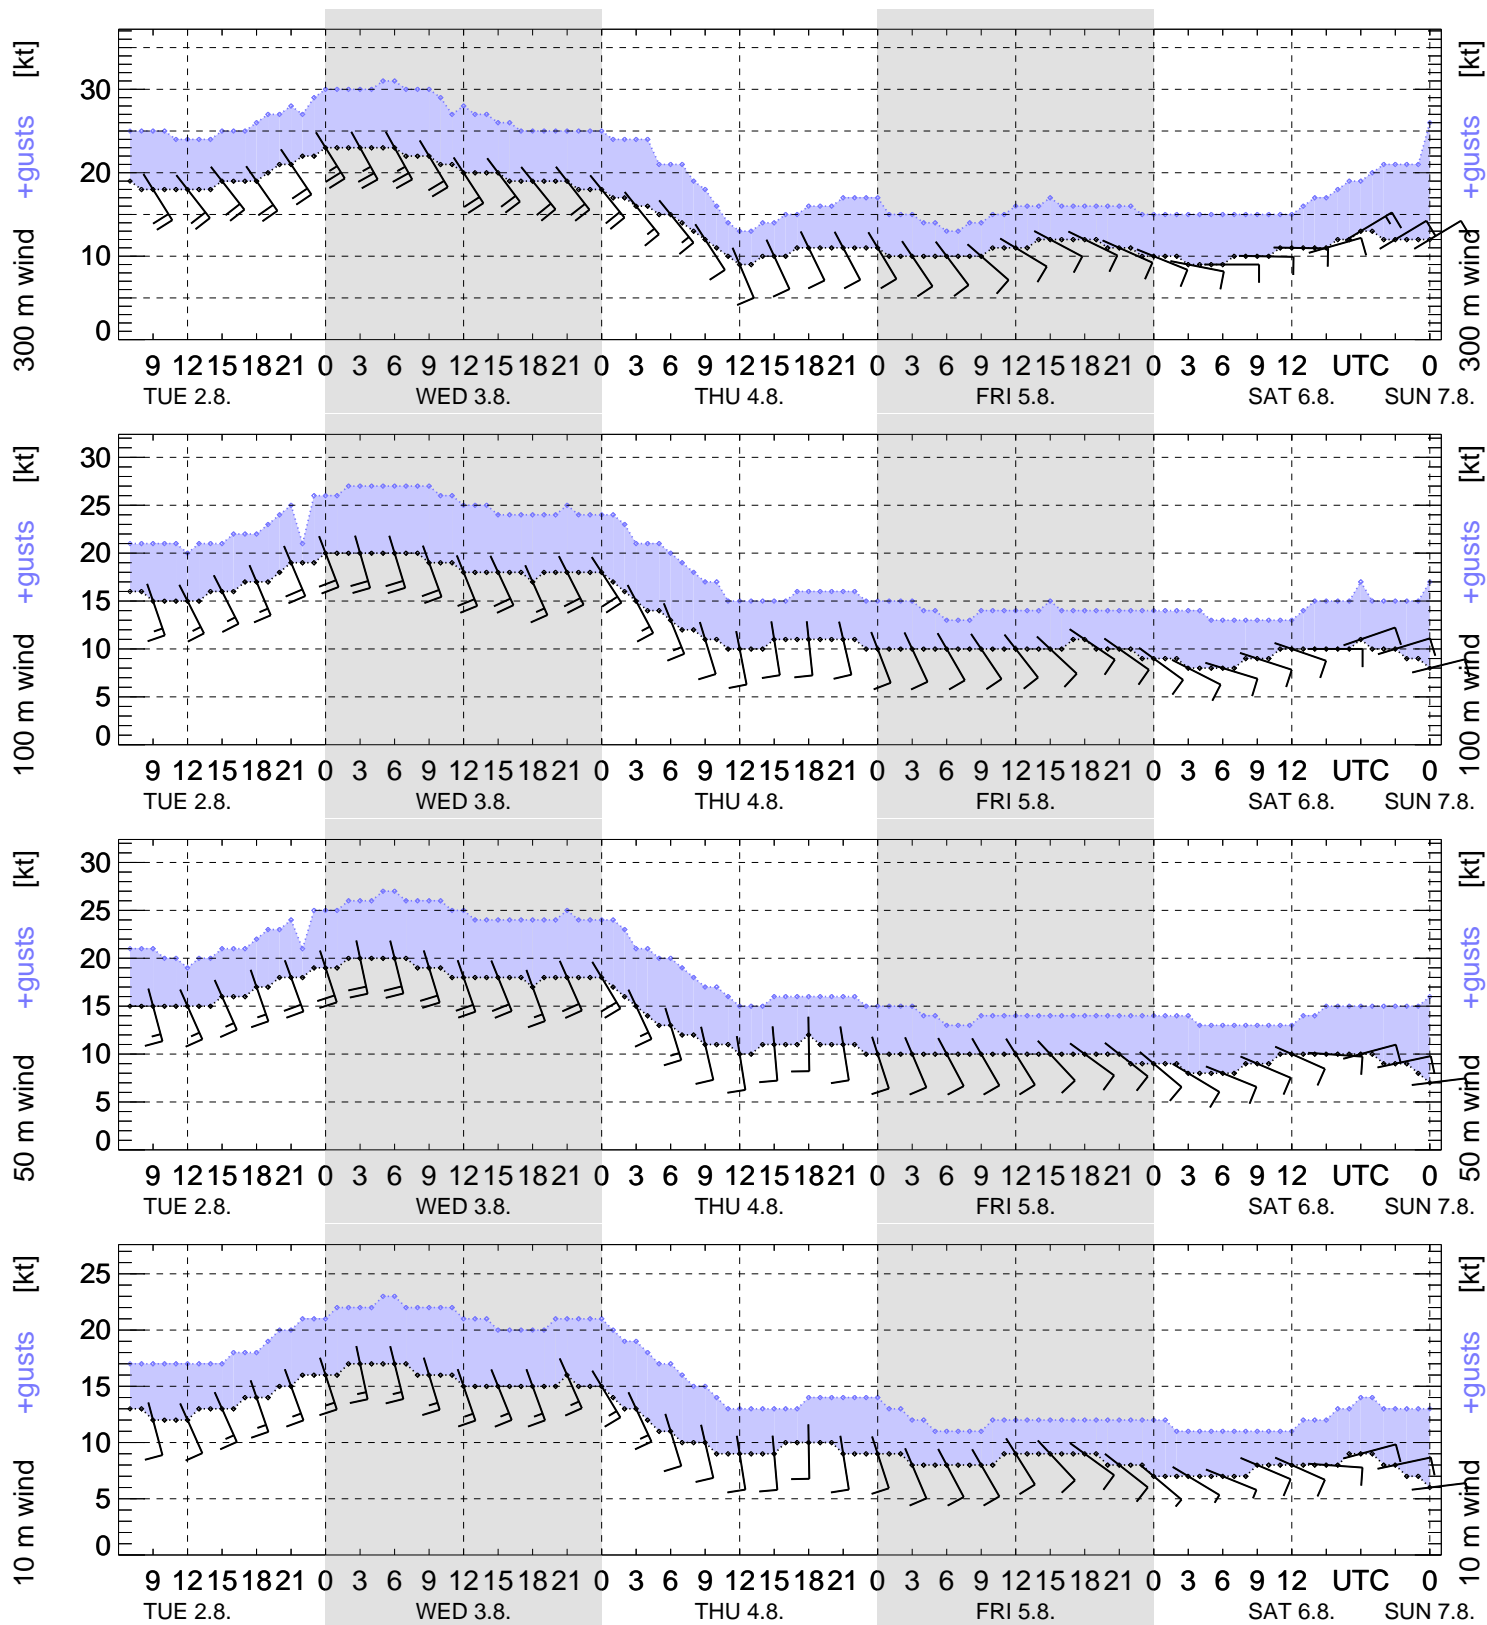 300 m wind +gusts [kt]
30
20
10
0
300 m wind +gusts [kt]
9 12 15 18 21 0 3 6 9 12 15 18 21 0 3 6 9 12 15 18 21 0 3 6 9 12 15 18 21 0 3 6 9 12 UTC 0
TUE 2.8. WED 3.8. THU 4.8. FRI 5.8. SAT 6.8. SUN 7.8.
100 m wind +gusts [kt]
30
25
20
15
10
5
0
100 m wind +gusts [kt]
9 12 15 18 21 0 3 6 9 12 15 18 21 0 3 6 9 12 15 18 21 0 3 6 9 12 15 18 21 0 3 6 9 12 UTC 0
TUE 2.8. WED 3.8. THU 4.8. FRI 5.8. SAT 6.8. SUN 7.8.
50 m wind +gusts [kt]
30
25
20
15
10
5
0
50 m wind +gusts [kt]
9 12 15 18 21 0 3 6 9 12 15 18 21 0 3 6 9 12 15 18 21 0 3 6 9 12 15 18 21 0 3 6 9 12 UTC 0
TUE 2.8. WED 3.8. THU 4.8. FRI 5.8. SAT 6.8. SUN 7.8.
10 m wind +gusts [kt]
25
20
15
10
5
0
10 m wind +gusts [kt]
9 12 15 18 21 0 3 6 9 12 15 18 21 0 3 6 9 12 15 18 21 0 3 6 9 12 15 18 21 0 3 6 9 12 UTC 0
TUE 2.8. WED 3.8. THU 4.8. FRI 5.8. SAT 6.8. SUN 7.8.